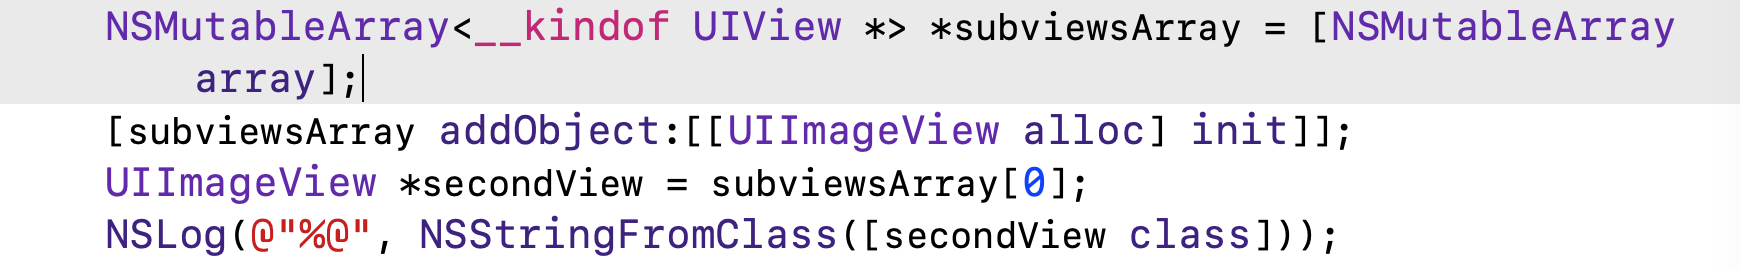 NSMutableArray<__kindof UIView *> *subviewsArray = [NSMutableArray
array];
[subviewsArray addObject:[[UIImageView alloc] init]];
UIImageView *secondView = subviewsArray[0];
NSLog(@"%@", NSStringFromClass([secondView class]));